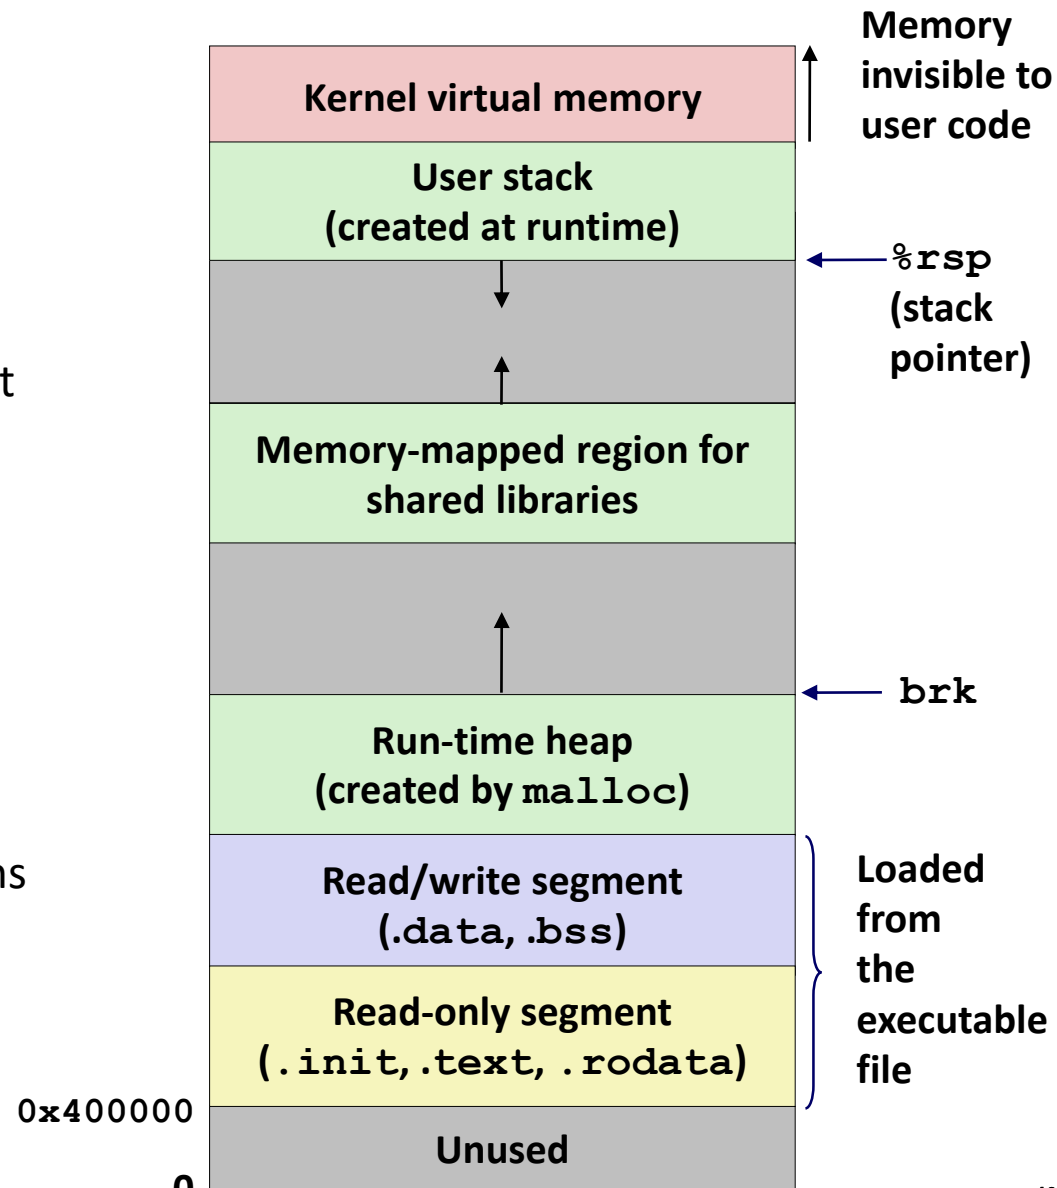 Memory
invisible to
user code
Kernel virtual memory
User stack
(created at runtime)
%rsp
(stack
pointer)
t
Memory-mapped region for
shared libraries
brk
Run-time heap
(created by malloc)
ns
Read/write segment
(.data, .bss)
Loaded
from
the
executable
file
Read-only segment
(.init, .text, .rodata)
0x400000
Unused
0